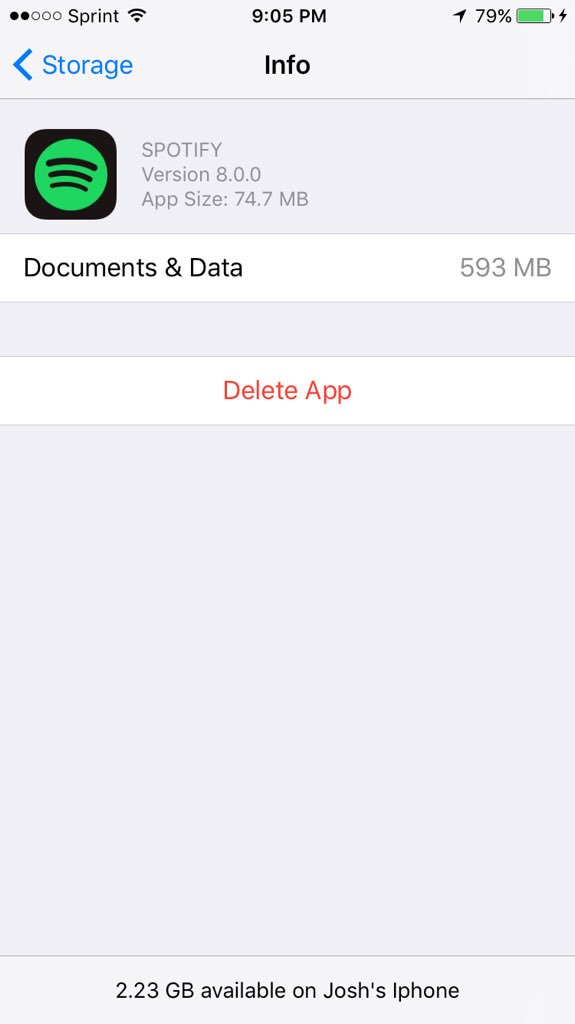 Sprint 9:05 PM 79%
Storage Info
SPOTIFY
Version 8.0.0
App Size: 74.7 MB
Documents & Data 593 MB
Delete App
2.23 GB available on Josh's Iphone